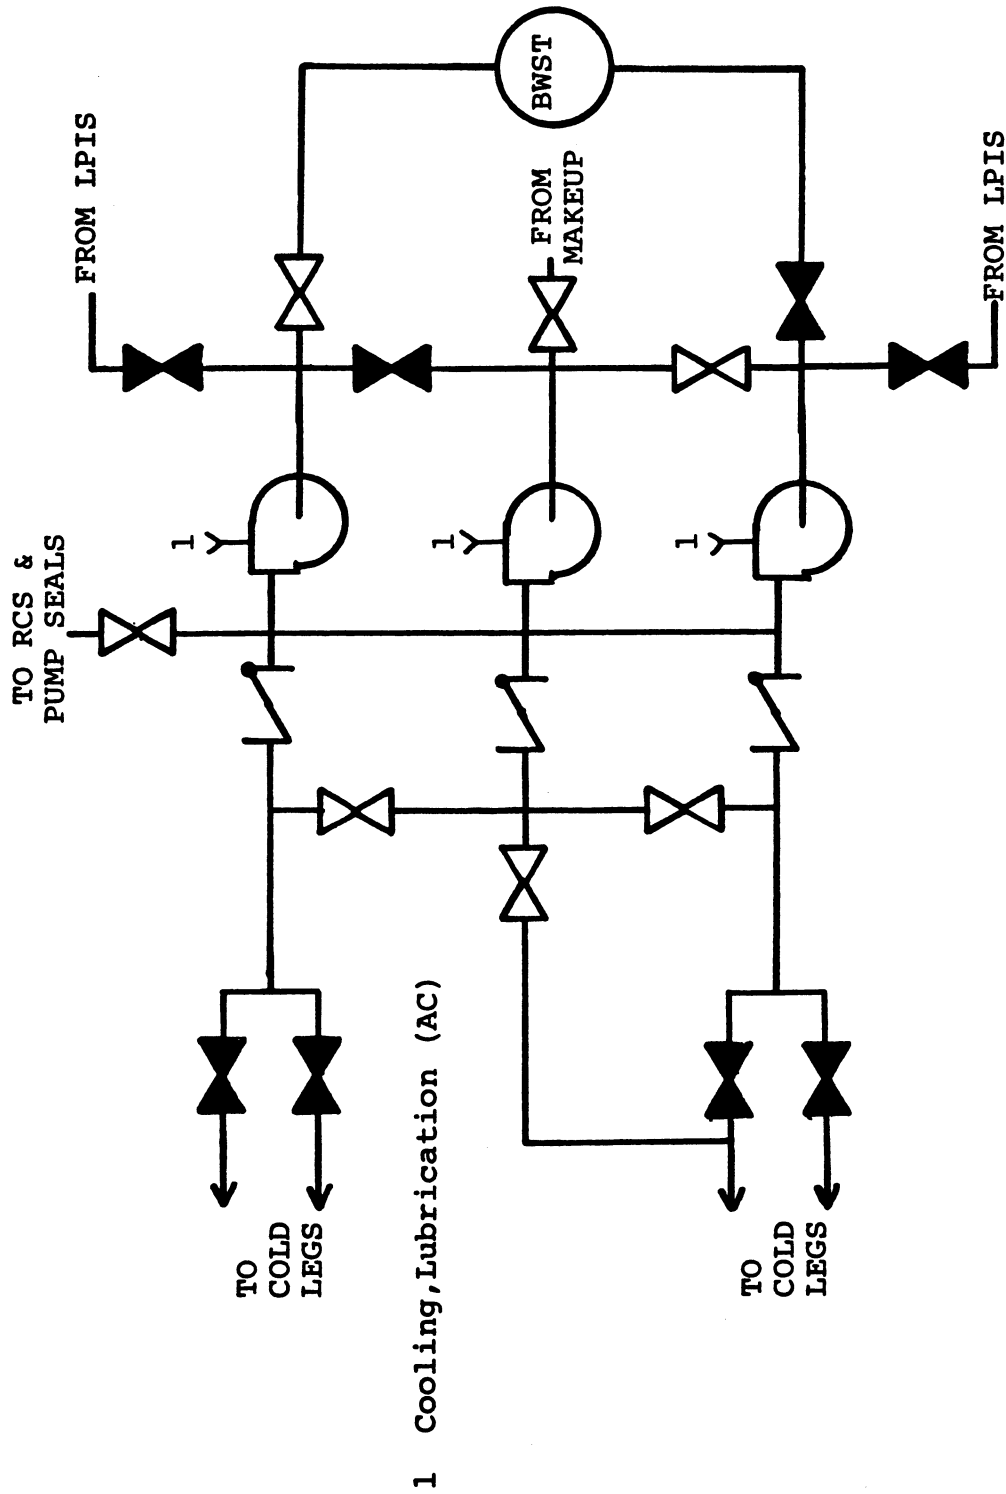 TO RCS &
PUMP SEALS
FROM LPIS
1
BWST
FROM
MAKEUP
1
1
FROM LPIS
TO
COLD
LEGS
TO
COLD
LEGS
1 Cooling,Lubrication (AC)